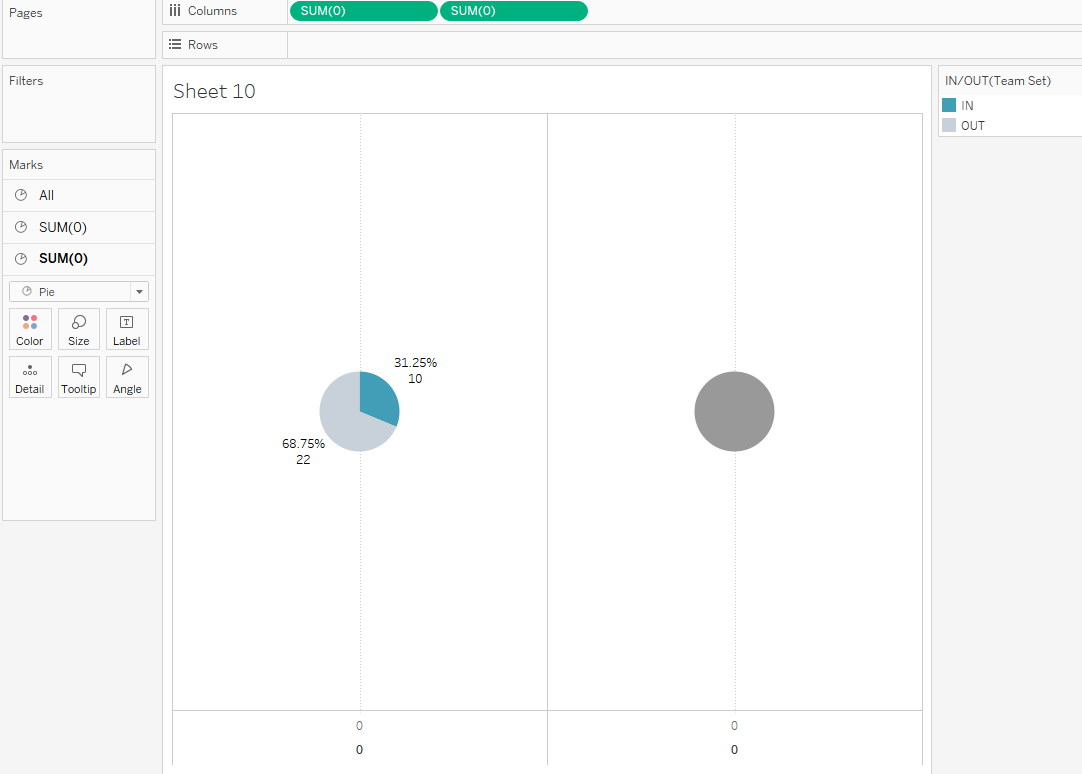 Pages
Columns
SUM(0)
SUM(0)
Rows
Filters
Marks
All
SUM(0)
SUM(0)
Pie
Color
Size
Label
Detail
Tooltip
Angle
Sheet 10
31.25%
10
68.75%
22
0
0
0
0
IN/OUT(Team Set)
IN
OUT